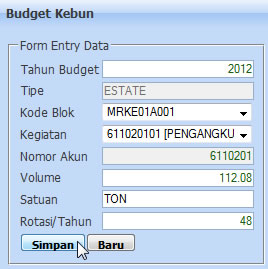 Budget Kebun
Form Entry Data
Tahun Budget 2012
Tipe ESTATE
Kode Blok MRKE01A001
Kegiatan 611020101 [PENGANGKU
Nomor Akun 6110201
Volume 112.08
Satuan TON
Rotasi/Tahun 48
Simpan Baru